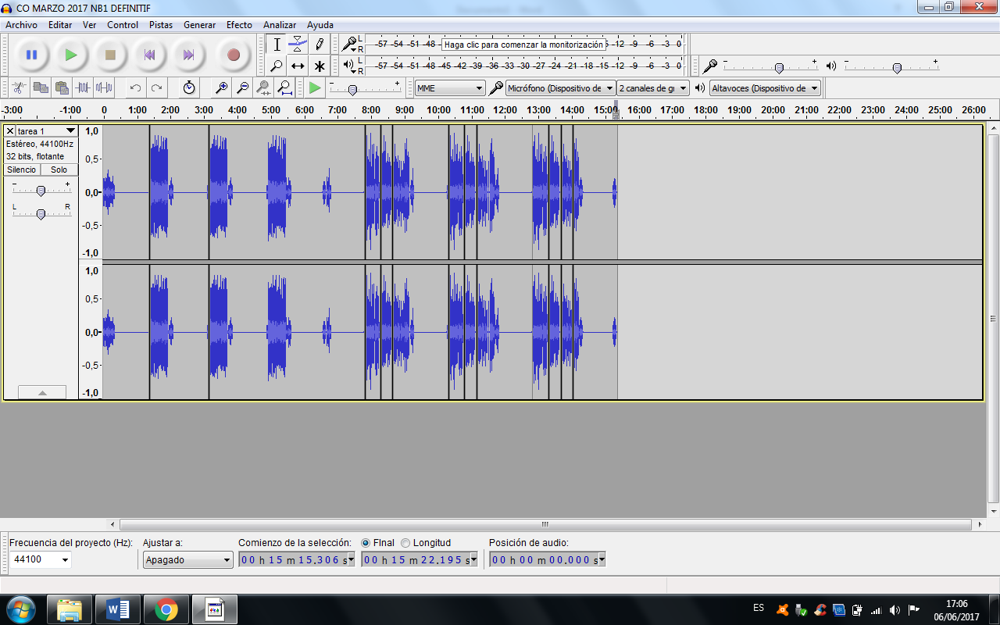 CO MARZO 2017 NB1 DEFINITIF
Archivo Editar Ver Control Pistas Generar Efecto Analizar Ayuda
L
R
-57 -54 -51 -48 Haga clic para comenzar la monitorización -12 -9 -6 -3 0
L
R
-57 -54 -51 -48 -45 -42 -39 -36 -33 -30 -27 -24 -21 -18 -15 -12 -9 -6 -3 0
- +
- +
- +
MME
Micrófono (Dispositivo de
2 canales de gi
Altavoces (Dispositivo de
-3:00 -1:00 0 1:00 2:00 3:00 4:00 5:00 6:00 7:00 8:00 9:00 10:00 11:00 12:00 13:00 14:00 15:00 16:00 17:00 18:00 19:00 20:00 21:00 22:00 23:00 24:00 25:00 26:00
X tarea 1
Estéreo, 44100Hz
32 bits, flotante
Silencio Solo
- +
L R
1,0
0,5-
0,0-
-0,5-
-1,0
1,0
0,5-
0,0-
-0,5-
-1,0
Frecuencia del proyecto (Hz): Ajustar a: Comienzo de la selección: FInal Longitud Posición de audio:
44100 Apagado 00 h 15 m 15.306 s 00 h 15 m 22.195 s 00 h 00 m 00.000 s
ES
17:06
06/06/2017